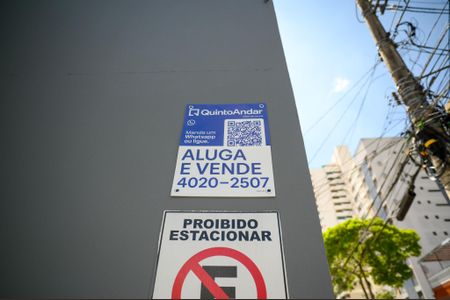 QuintoAndar
Manda um
Whatsapp
ou ligue.
ALUGA
E VENDE
4020-2507
PROIBIDO
ESTACIONAR
E